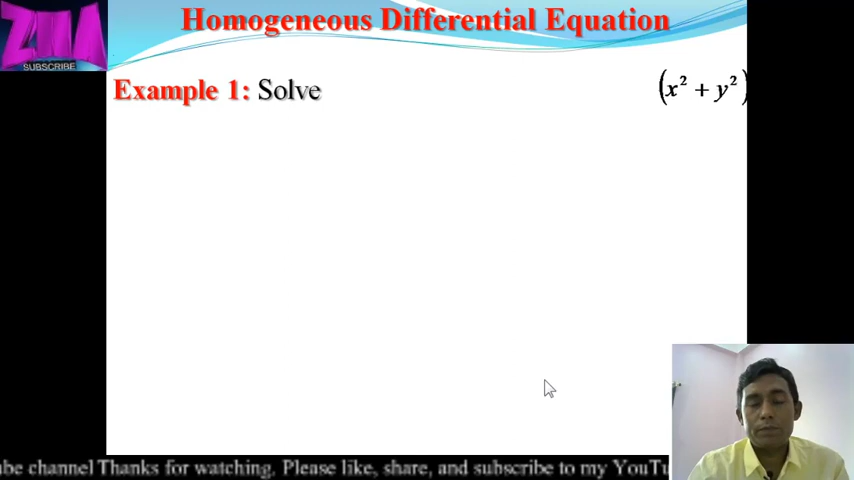 Homogeneous Differential Equation
SUBSCRIBE
Example 1: Solve (x² + y²)
ube channel Thanks for watching. Please like, share, and subscribe to my YouTu